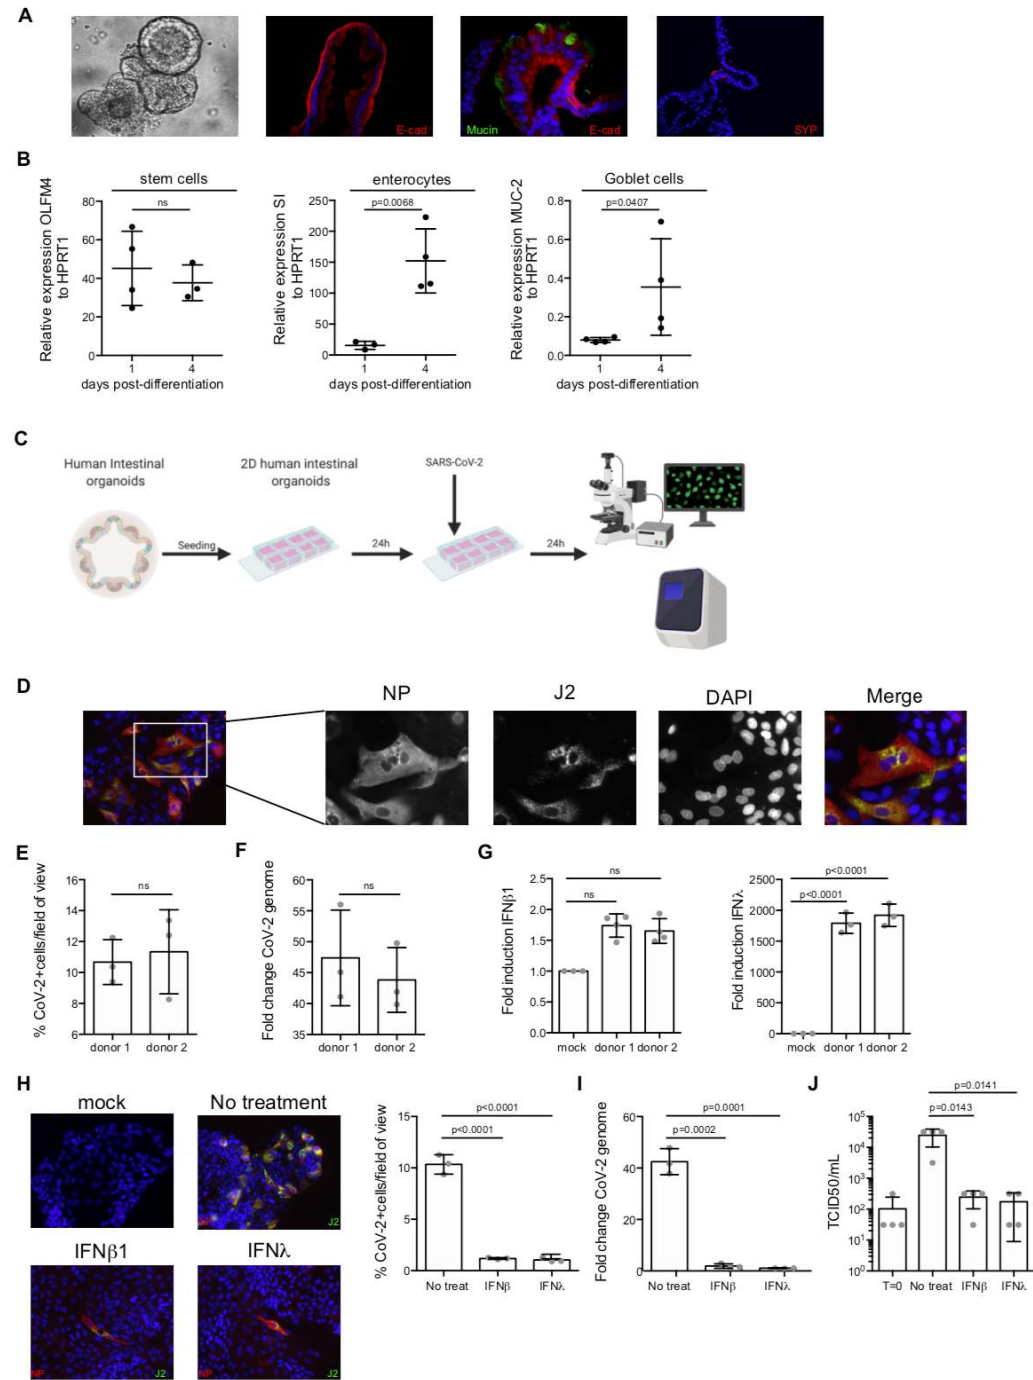 A
E-cad
Mucin
E-cad
SYP
B
stem cells
ns
Relative expression OLFM4
to HPRT1
80
60
40
20
0
1
4
days post-differentiation
enterocytes
p=0.0068
Relative expression SI
to HPRT1
250
200
150
100
50
0
1
4
days post-differentiation
Goblet cells
p=0.0407
Relative expression MUC-2
to HPRT1
0.8
0.6
0.4
0.2
0.0
1
4
days post-differentiation
C
Human Intestinal
organoids
Seeding
2D human intestinal
organoids
24h
SARS-CoV-2
24h
D
NP
J2
DAPI
Merge
E
% CoV-2+cells/field of view
16
14
12
10
8
6
ns
donor 1
donor 2
F
Fold change CoV-2 genome
60
55
50
45
40
35
ns
donor 1
donor 2
G
Fold induction IFNβ1
2.5
2.0
1.5
1.0
0.5
0.0
ns
ns
mock
donor 1
donor 2
Fold induction IFNλ
2500
2000
1500
1000
500
0
p<0.0001
p<0.0001
mock
donor 1
donor 2
H
mock
NP
J2
No treatment
NP
J2
IFNβ1
NP
J2
IFNλ
NP
J2
% CoV-2+cells/field of view
15
10
5
0
p<0.0001
p<0.0001
No treat
IFNβ
IFNλ
I
Fold change CoV-2 genome
60
40
20
0
p=0.0001
p=0.0002
No treat
IFNβ
IFNλ
J
TCID50/mL
10⁵
10⁴
10³
10²
10¹
10⁰
p=0.0141
p=0.0143
T=0
No treat
IFNβ
IFNλ